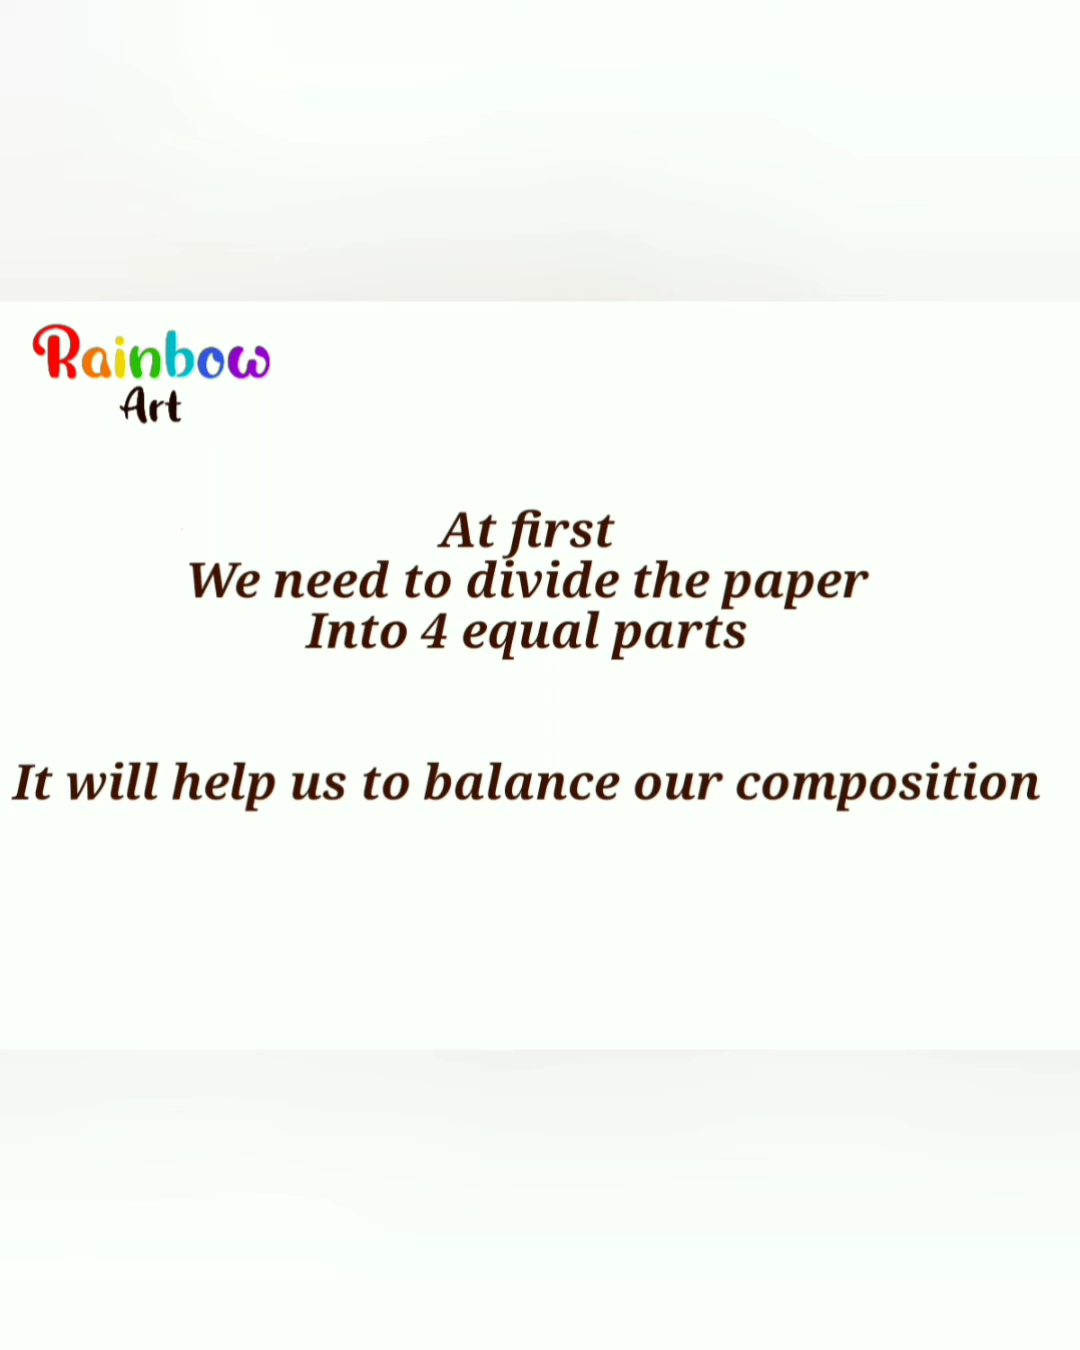 Rainbow
Art
At first
We need to divide the paper
Into 4 equal parts
It will help us to balance our composition